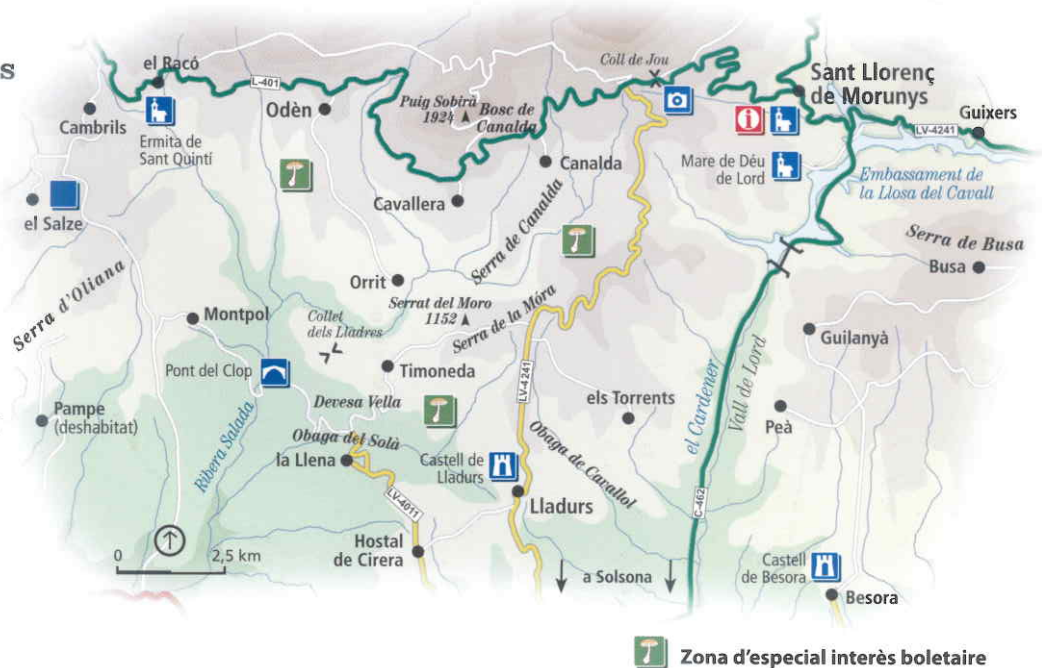 s
el Racó
L-401
Coll de Jou
Sant Llorenç
de Morunys
Cambrils
Ermita de
Sant Quintí
Odèn
Puig Sobirà
1924
Bosc de
Canalda
Guixers
LV-4241
Canalda
Mare de Déu
de Lord
Embassament de
la Llosa del Cavall
el Salze
Cavallera
Serra de Canalda
Serra de Busa
Busa
Serra d'Oliana
Orrit
Serrat del Moro
1152
Serra de la Móra
Montpol
Collet
dels Lladres
Guilanyà
Pont del Clop
Timoneda
LV-4241
els Torrents
el Cardener
Vall de Lord
Peà
Pampe
(deshabitat)
Devesa Vella
Ribera Salada
Obaga del Solà
la Llena
Castell de
Lladurs
Obaga de Cavallol
Lladurs
LV-4011
C-462
Hostal
de Cirera
0 2,5 km
a Solsona
Castell
de Besora
Besora
Zona d'especial interès boletaire